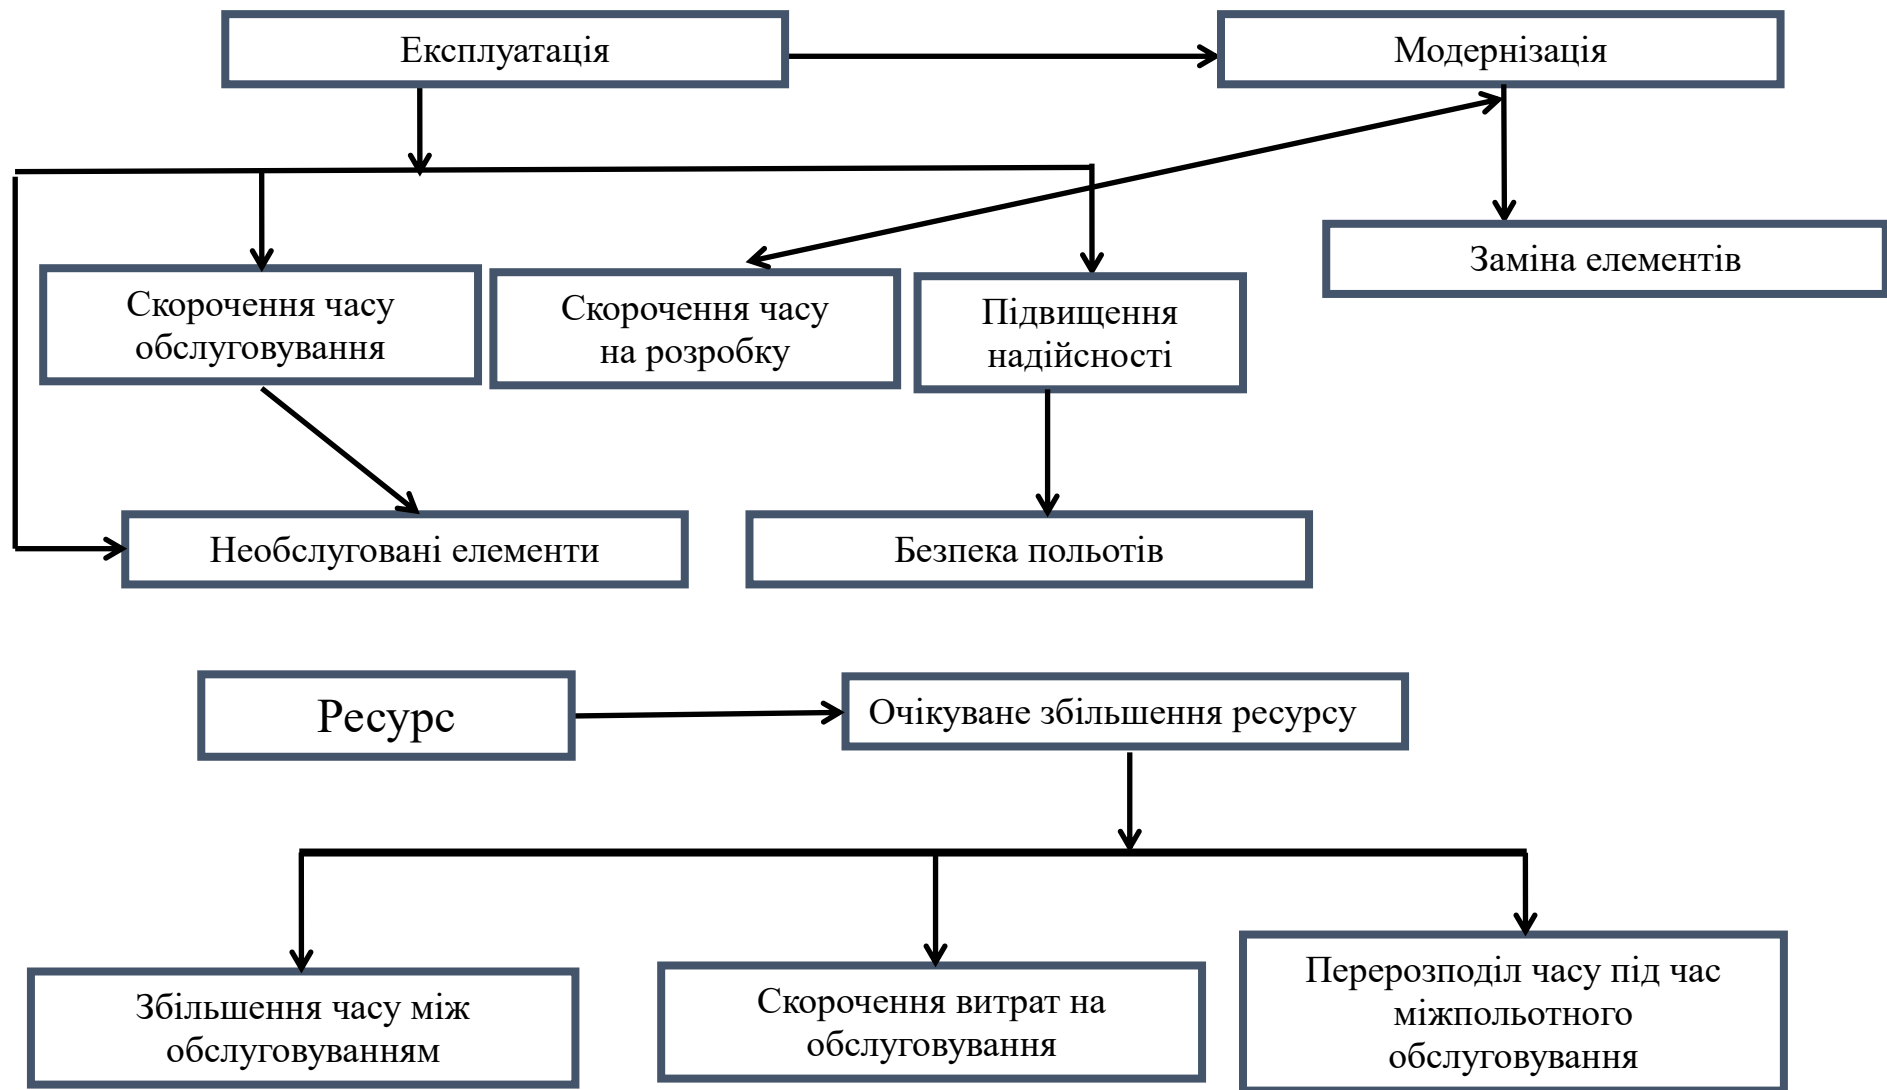 Експлуатація
Модернізація
Заміна елементів
Скорочення часу
обслуговування
Скорочення часу
на розробку
Підвищення
надійсності
Необслуговані елементи
Безпека польотів
Ресурс
Очікуване збільшення ресурсу
Збільшення часу між
обслуговуванням
Скорочення витрат на
обслуговування
Перерозподіл часу під час
міжпольотного
обслуговування